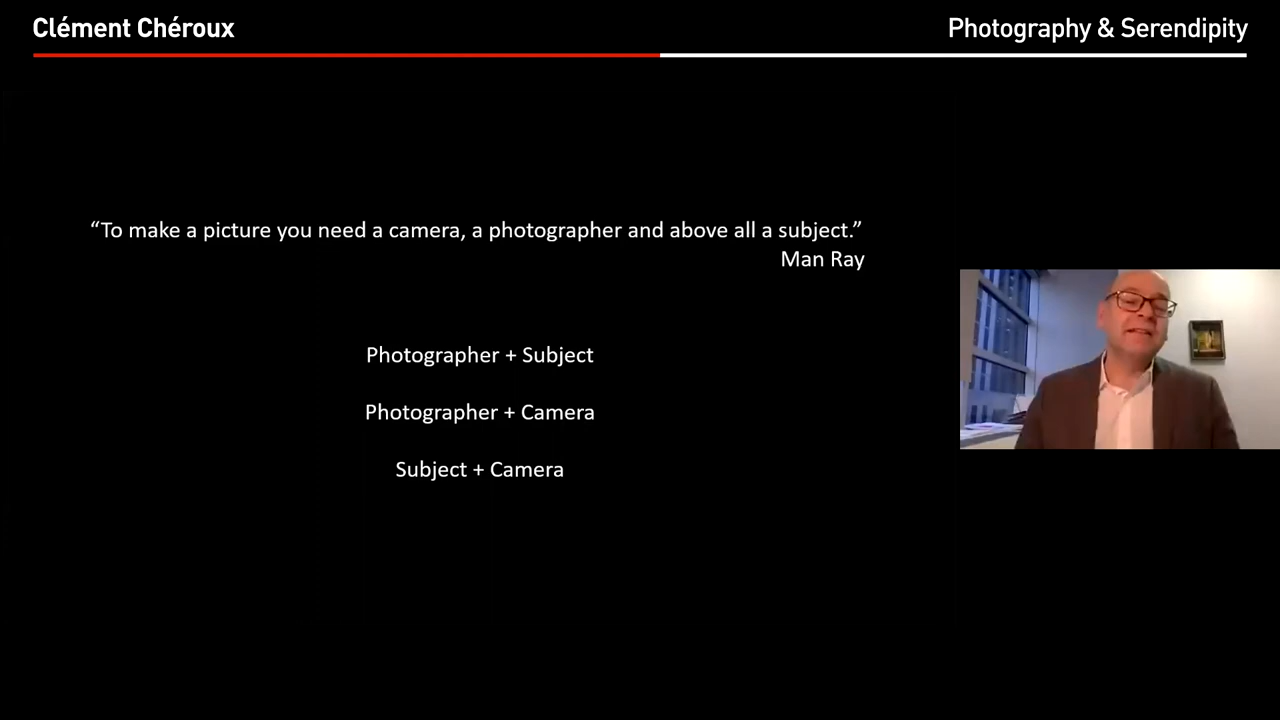 Clément Chéroux
Photography & Serendipity
“To make a picture you need a camera, a photographer and above all a subject.”
Man Ray
Photographer + Subject
Photographer + Camera
Subject + Camera